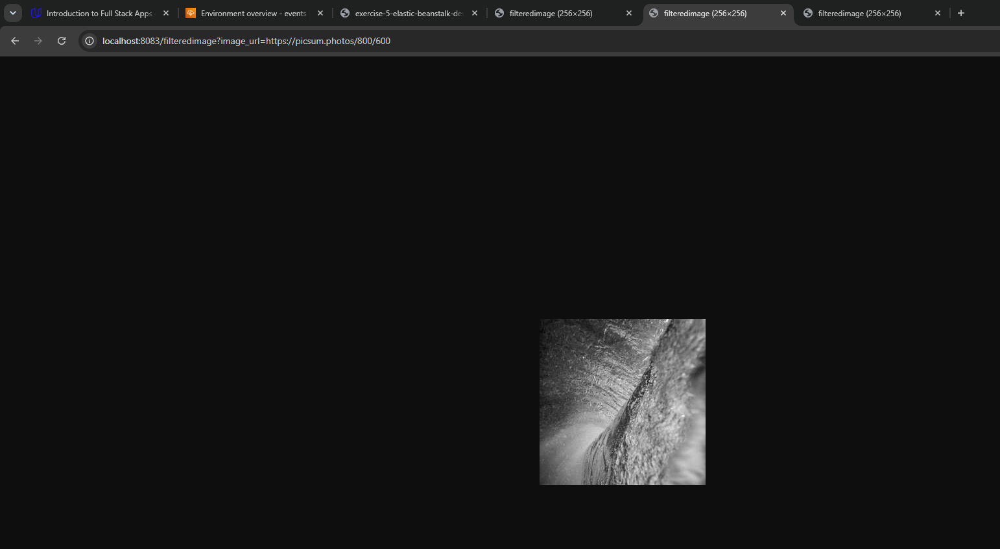 Introduction to Full Stack Apps
Environment overview - events
exercise-5-elastic-beanstalk-de
filteredimage (256×256)
filteredimage (256×256)
filteredimage (256×256)
localhost:8083/filteredimage?image_url=https://picsum.photos/800/600